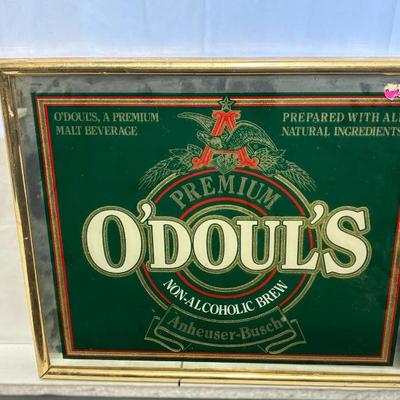 O'DOUL'S, A PREMIUM
MALT BEVERAGE
PREPARED WITH ALL
NATURAL INGREDIENTS
PREMIUM
O'DOUL'S
NON-ALCOHOLIC BREW
Anheuser-Busch